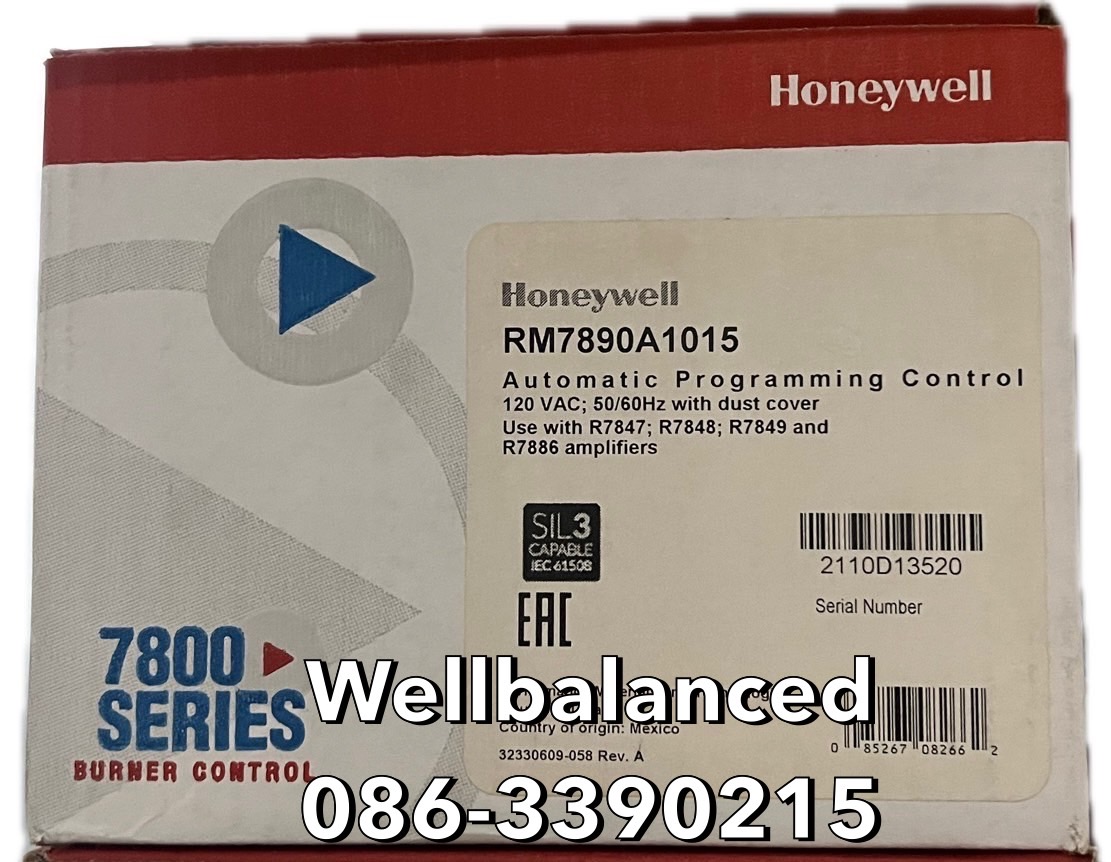 Honeywell
Honeywell
RM7890A1015
Automatic Programming Control
120 VAC; 50/60Hz with dust cover
Use with R7847; R7848; R7849 and
R7886 amplifiers
SIL3
CAPABLE
IEC 61508
EAC
2110D13520
Serial Number
7800
SERIES
BURNER CONTROL
Wellbalanced
Country of origin: Mexico
32330609-058 Rev. A
0 85267 08266 2
086-3390215